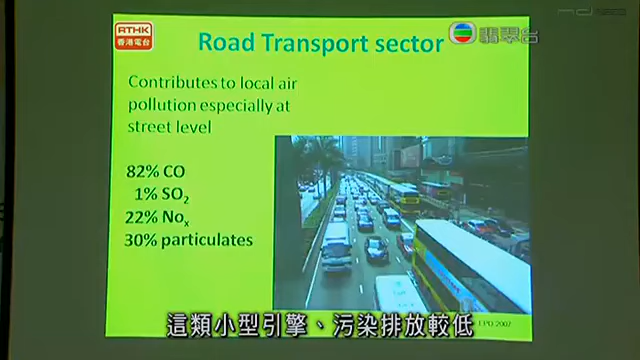 RTHK
香港電台
Road Transport sector
翡翠台
Contributes to local air
pollution especially at
street level
82% CO
1% SO₂
22% Noₓ
30% particulates
EPD 2007
這類小型引擎、污染排放較低